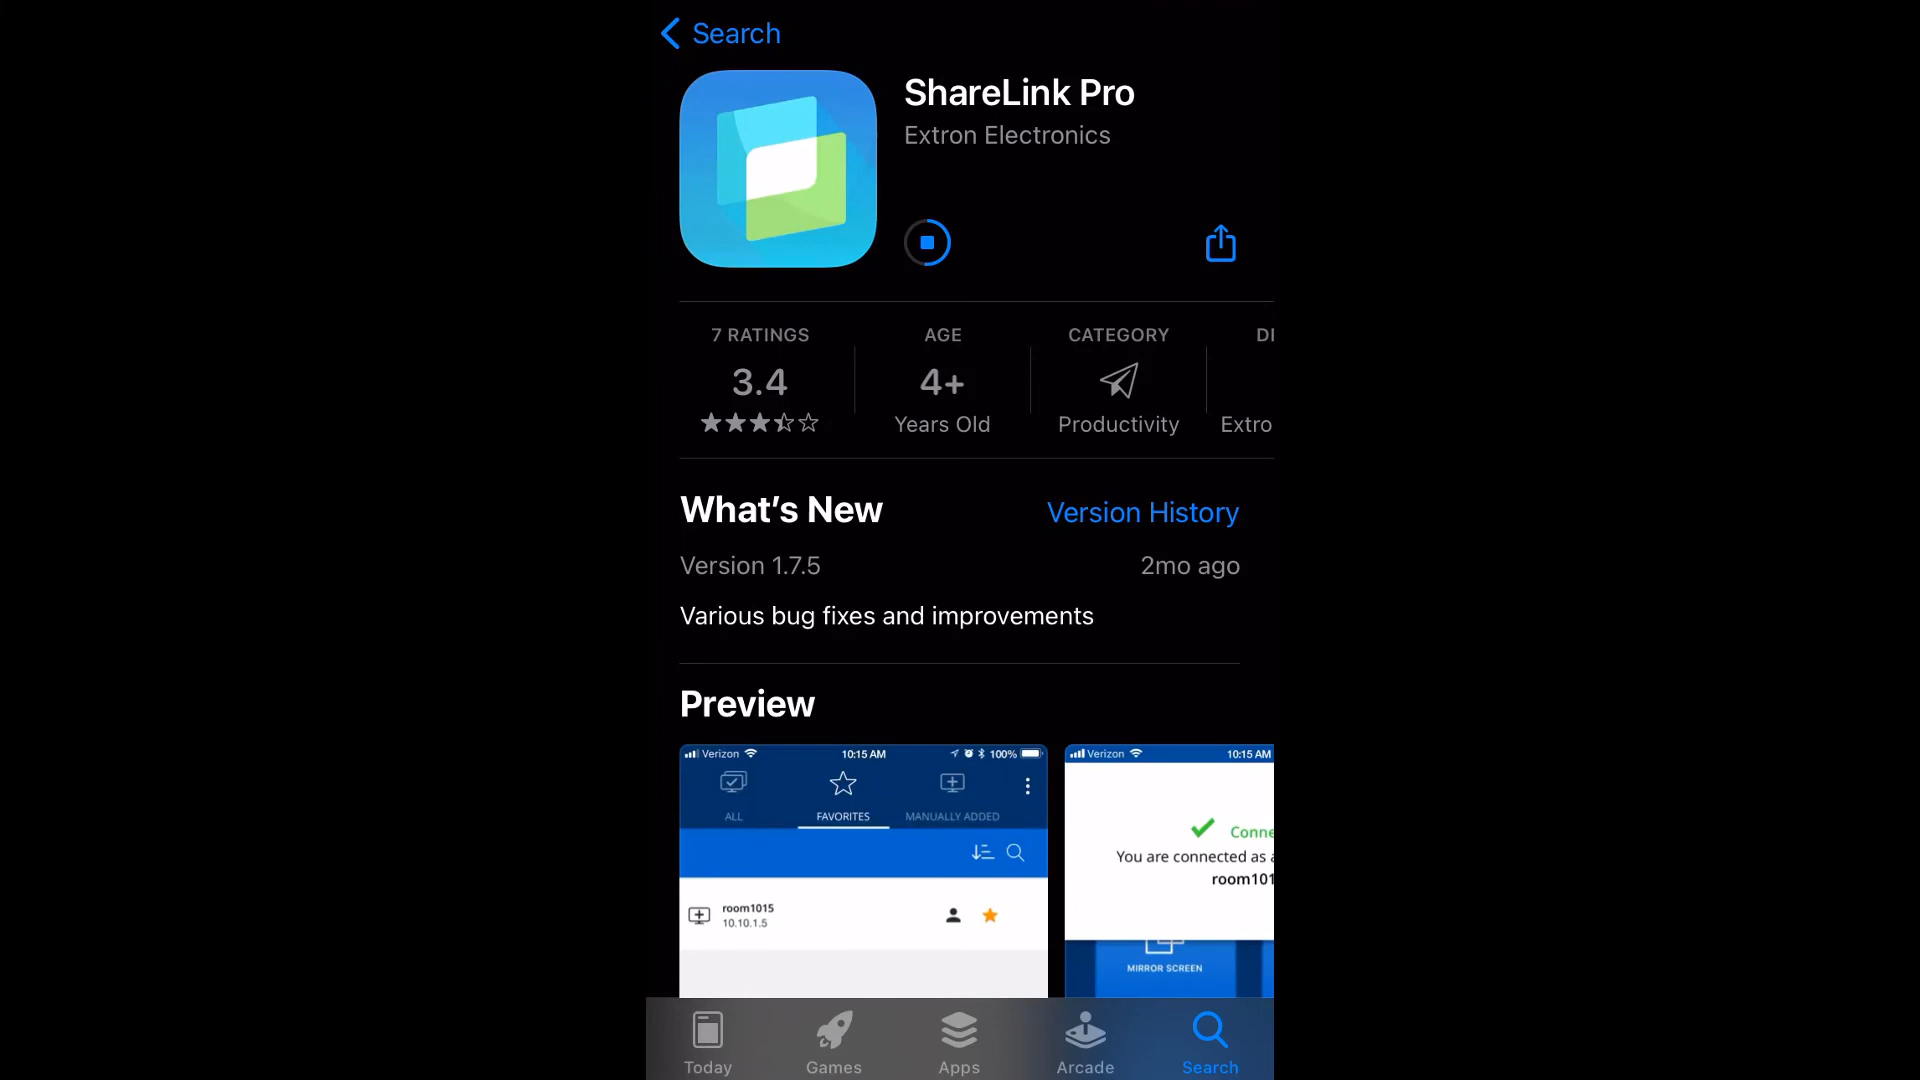 Search
ShareLink Pro
Extron Electronics
7 RATINGS
3.4
AGE
4+
Years Old
CATEGORY
Productivity
DI
Extro
What's New
Version History
Version 1.7.5
2mo ago
Various bug fixes and improvements
Preview
Verizon
10:15 AM
100%
ALL
FAVORITES
MANUALLY ADDED
room1015
10.10.1.5
Verizon
10:15 AM
Conne
You are connected as a
room101
MIRROR SCREEN
Today
Games
Apps
Arcade
Search